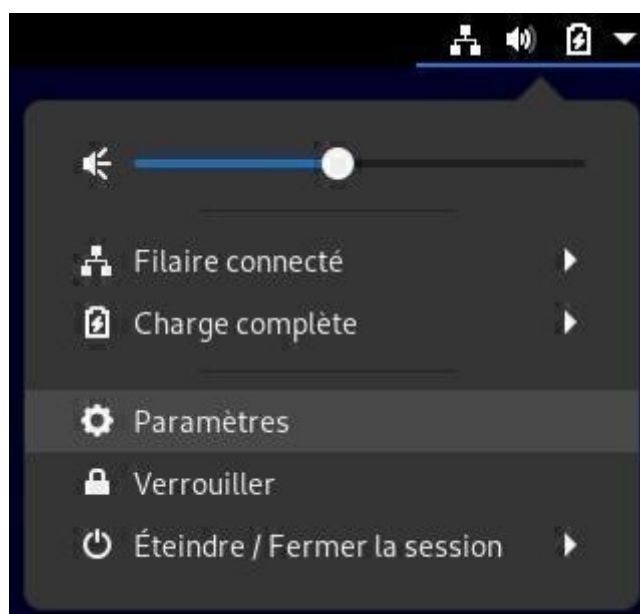 Filaire connecté
Charge complète
Paramètres
Verrouiller
Éteindre / Fermer la session